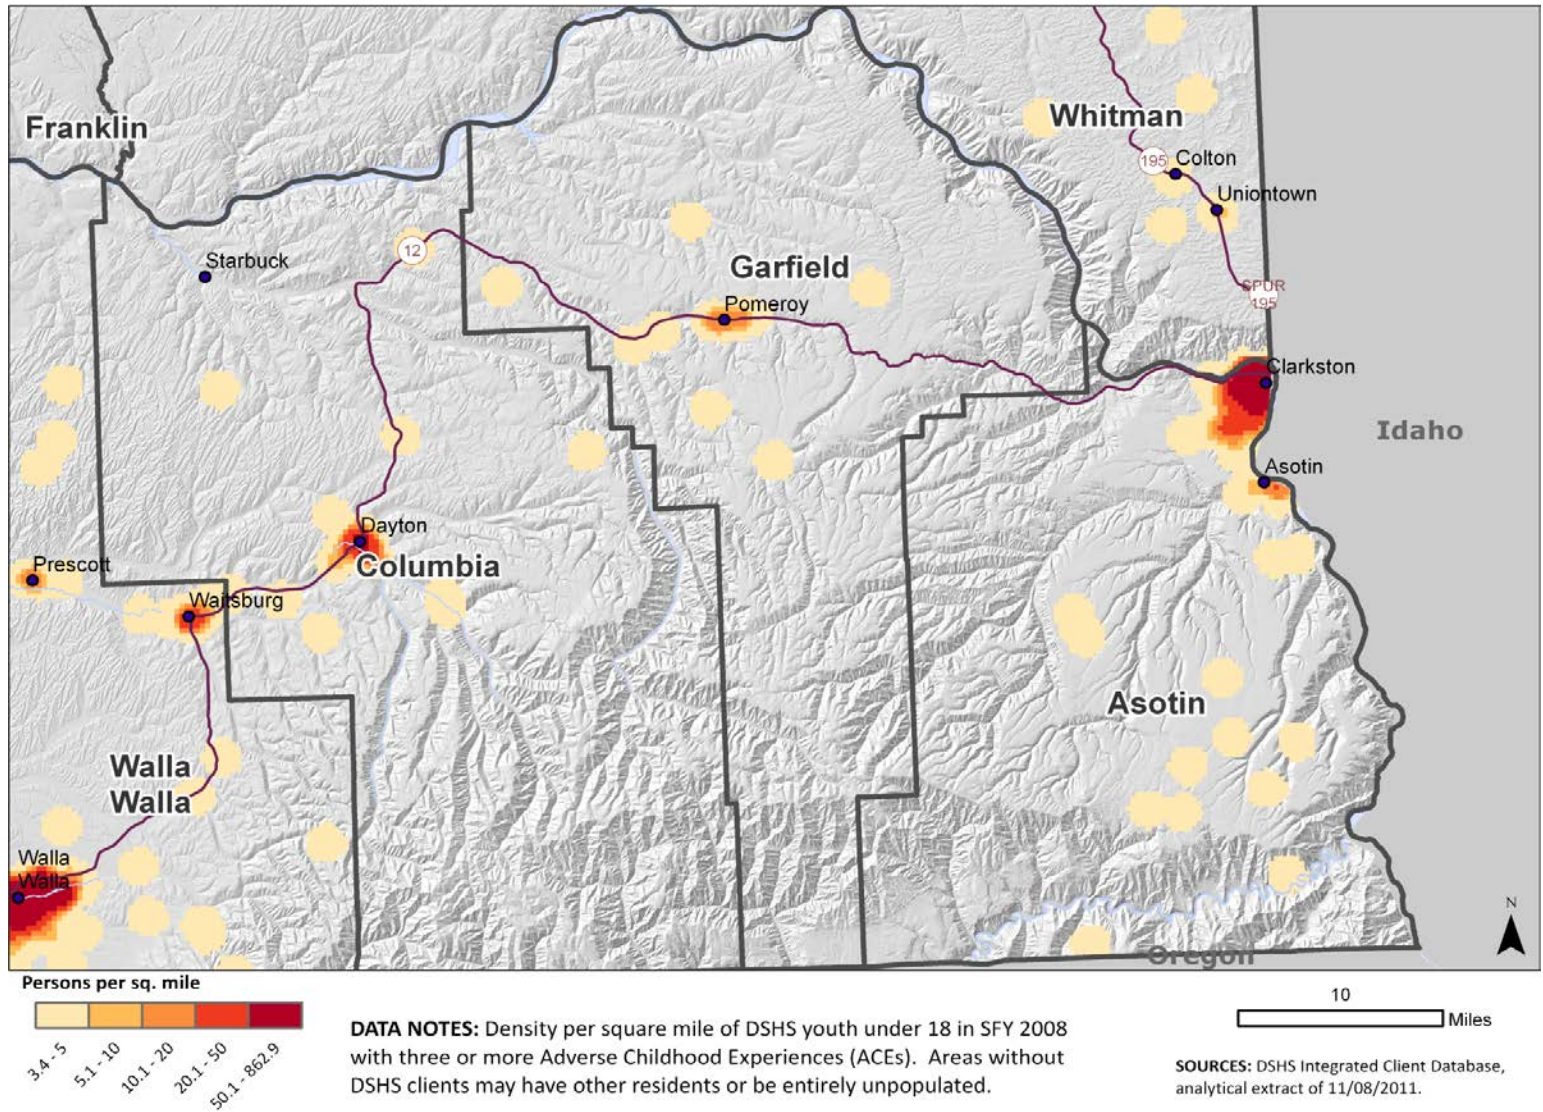 Franklin
Whitman
195
Colton
Uniontown
Starbuck
12
Garfield
SPUR
195
Pomeroy
Clarkston
Idaho
Asotin
Dayton
Columbia
Prescott
Waitsburg
Asotin
Walla
Walla
Walla
Walla
N
Oregon
Persons per sq. mile
3.4 - 5
5.1 - 10
10.1 - 20
20.1 - 50
50.1 - 862.9
DATA NOTES: Density per square mile of DSHS youth under 18 in SFY 2008
with three or more Adverse Childhood Experiences (ACEs). Areas without
DSHS clients may have other residents or be entirely unpopulated.
10
Miles
SOURCES: DSHS Integrated Client Database,
analytical extract of 11/08/2011.